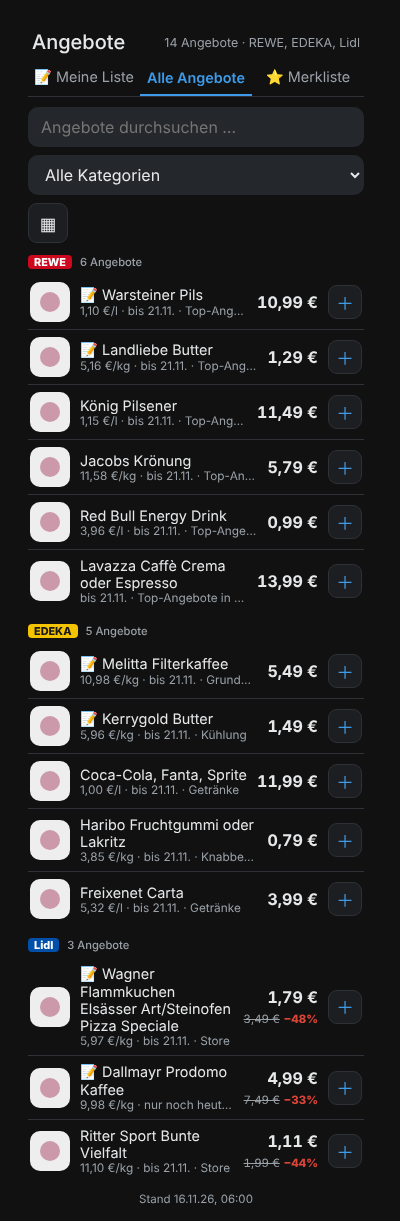 Angebote
14 Angebote · REWE, EDEKA, Lidl
📝 Meine Liste
Alle Angebote
⭐ Merkliste
Angebote durchsuchen ...
Alle Kategorien
REWE 6 Angebote
📝 Warsteiner Pils
1,10 €/l · bis 21.11. · Top-Ang...
10,99 €
+
📝 Landliebe Butter
5,16 €/kg · bis 21.11. · Top-Ang...
1,29 €
+
König Pilsener
1,15 €/l · bis 21.11. · Top-Ang...
11,49 €
+
Jacobs Krönung
11,58 €/kg · bis 21.11. · Top-An...
5,79 €
+
Red Bull Energy Drink
3,96 €/l · bis 21.11. · Top-Ange...
0,99 €
+
Lavazza Caffè Crema
oder Espresso
bis 21.11. · Top-Angebote in ...
13,99 €
+
EDEKA 5 Angebote
📝 Melitta Filterkaffee
10,98 €/kg · bis 21.11. · Grund...
5,49 €
+
📝 Kerrygold Butter
5,96 €/kg · bis 21.11. · Kühlung
1,49 €
+
Coca-Cola, Fanta, Sprite
1,00 €/l · bis 21.11. · Getränke
11,99 €
+
Haribo Fruchtgummi oder
Lakritz
3,85 €/kg · bis 21.11. · Knabbe...
0,79 €
+
Freixenet Carta
5,32 €/l · bis 21.11. · Getränke
3,99 €
+
Lidl 3 Angebote
📝 Wagner
Flammkuchen
Elsässer Art/Steinofen
Pizza Speciale
5,97 €/kg · bis 21.11. · Store
1,79 €
3,49 € −48%
+
📝 Dallmayr Prodomo
Kaffee
9,98 €/kg · nur noch heut...
4,99 €
7,49 € −33%
+
Ritter Sport Bunte
Vielfalt
11,10 €/kg · bis 21.11. · Store
1,11 €
1,99 € −44%
+
Stand 16.11.26, 06:00